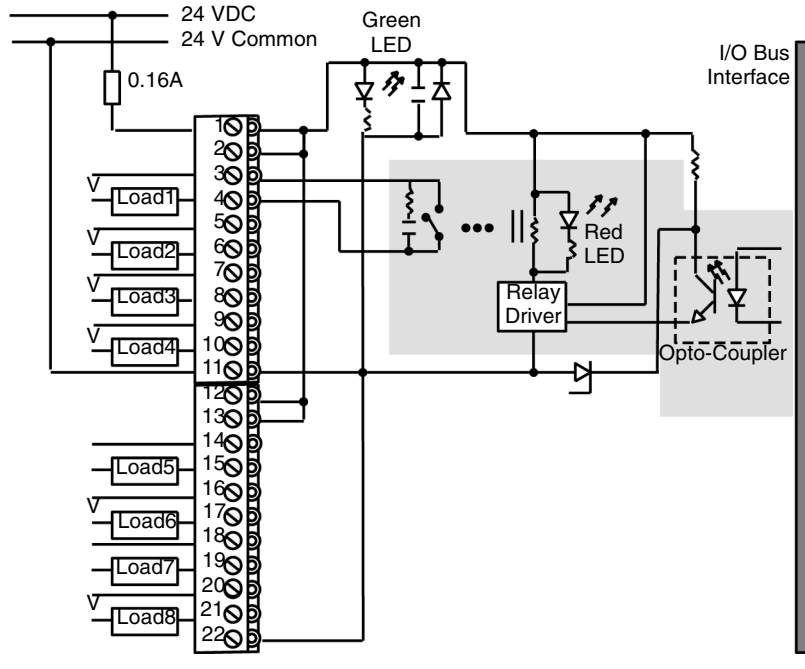 24 VDC
24 V Common
Green
LED
I/O Bus
Interface
0.16A
1
2
3
V
Load1
4
5
V
Load2
6
7
V
Load3
8
9
V
Load4
10
11
Red
LED
Relay
Driver
Opto-Coupler
12
13
14
Load5
15
16
V
Load6
17
18
Load7
19
20
V
Load8
21
22